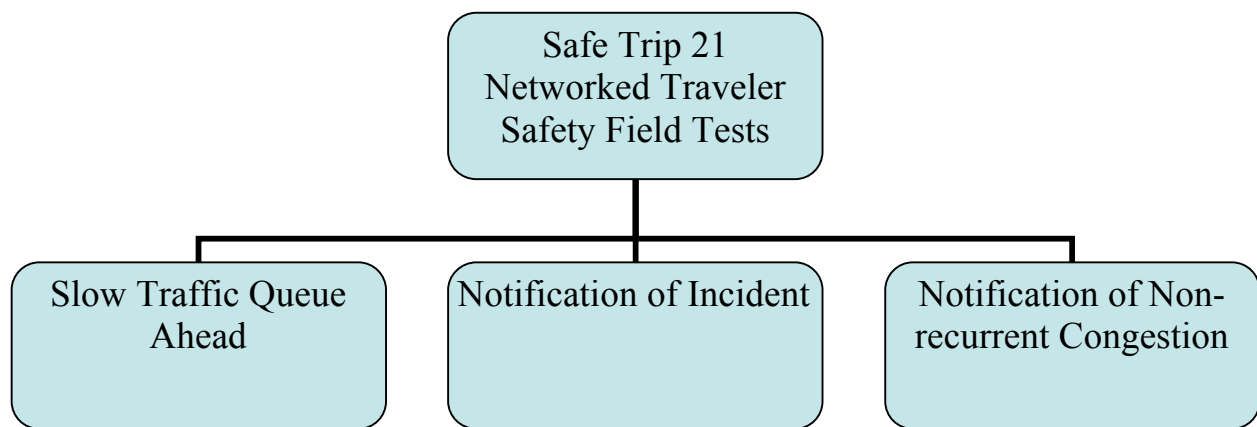 Safe Trip 21
Networked Traveler
Safety Field Tests
Slow Traffic Queue
Ahead
Notification of Incident
Notification of Non-
recurrent Congestion